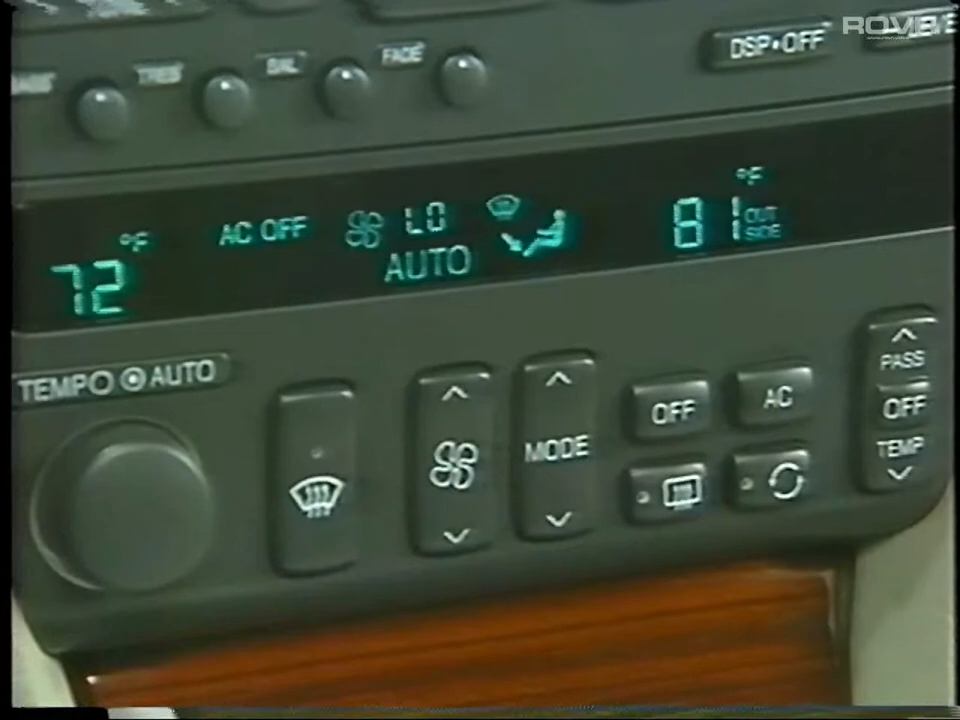 TREB
BAL
FADE
DSP•OFF
°F
72
AC OFF
LO
AUTO
°F
81
OUT
SIDE
TEMP
AUTO
MODE
OFF
AC
PASS
OFF
TEMP